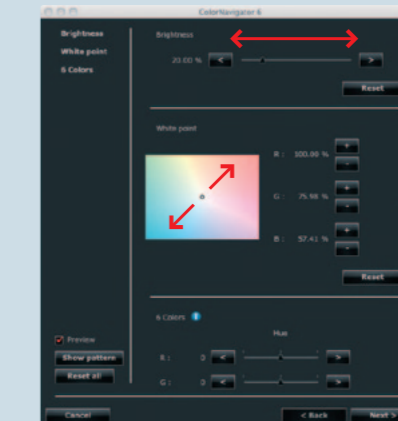 ColorNavigator 6
Brightness
White point
6 Colors
Brightness
20.00 % < >
Reset
White point
R : 100.00 % + -
G : 75.98 % + -
B : 57.41 % + -
Reset
6 Colors i
Hue
R : 0 < >
G : 0 < >
Preview
Show pattern
Reset all
Cancel < Back Next >